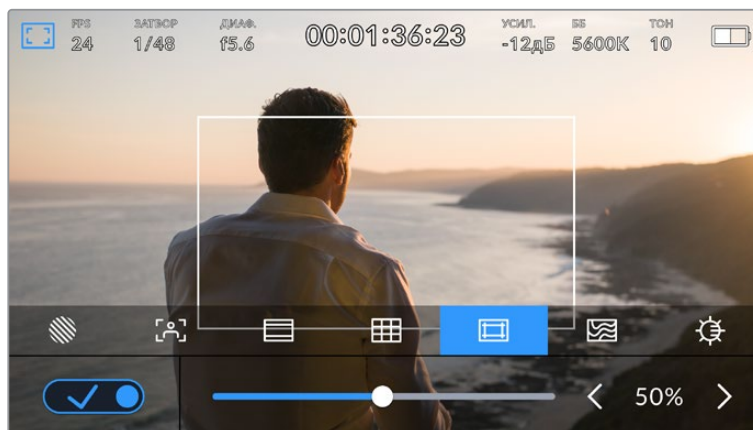 FPS ЗАТВОР ДИАФ. 00:01:36:23 УСИЛ. ББ ТОН
24 1/48 f5.6 -12дБ 5600K 10
50%